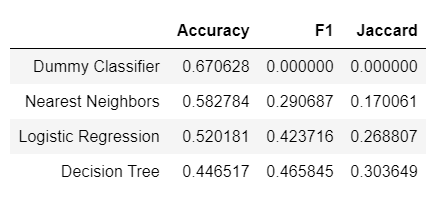 Accuracy F1 Jaccard
Dummy Classifier 0.670628 0.000000 0.000000
Nearest Neighbors 0.582784 0.290687 0.170061
Logistic Regression 0.520181 0.423716 0.268807
Decision Tree 0.446517 0.465845 0.303649